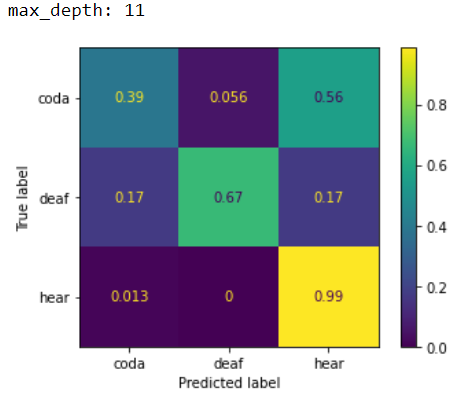 max_depth: 11
coda 0.39 0.056 0.56
deaf 0.17 0.67 0.17
hear 0.013 0 0.99
coda deaf hear
Predicted label
True label
0.8
0.6
0.4
0.2
0.0